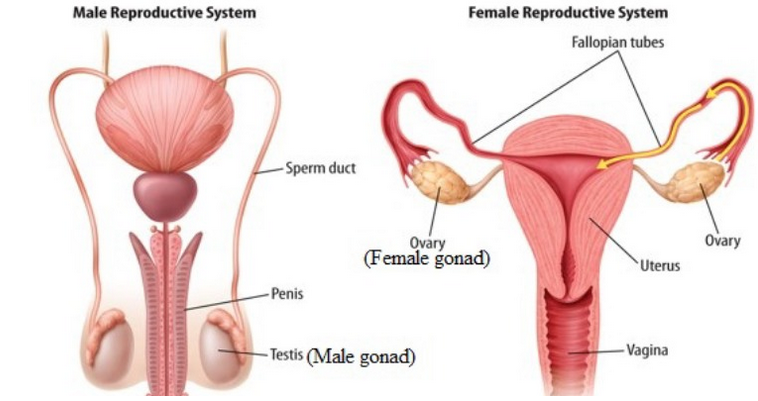 Male Reproductive System
Sperm duct
Penis
Testis (Male gonad)
Female Reproductive System
Fallopian tubes
Ovary
(Female gonad)
Ovary
Uterus
Vagina